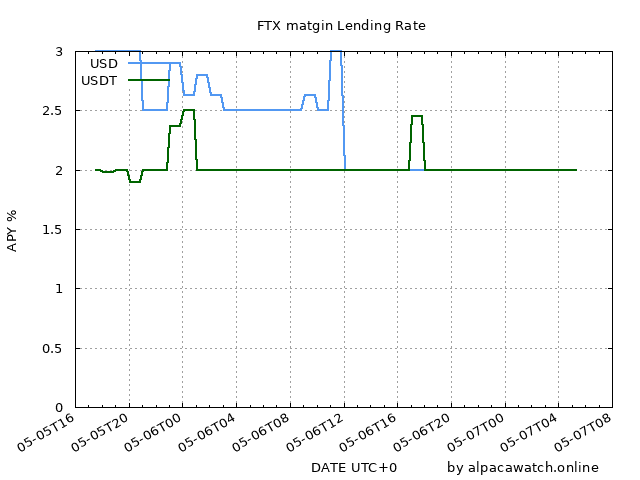 FTX matgin Lending Rate
3
USD
USDT
2.5
2
1.5
1
0.5
0
APY %
05-05T16
05-05T20
05-06T00
05-06T04
05-06T08
05-06T12
05-06T16
05-06T20
05-07T00
05-07T04
05-07T08
DATE UTC+0
by alpacawatch.online